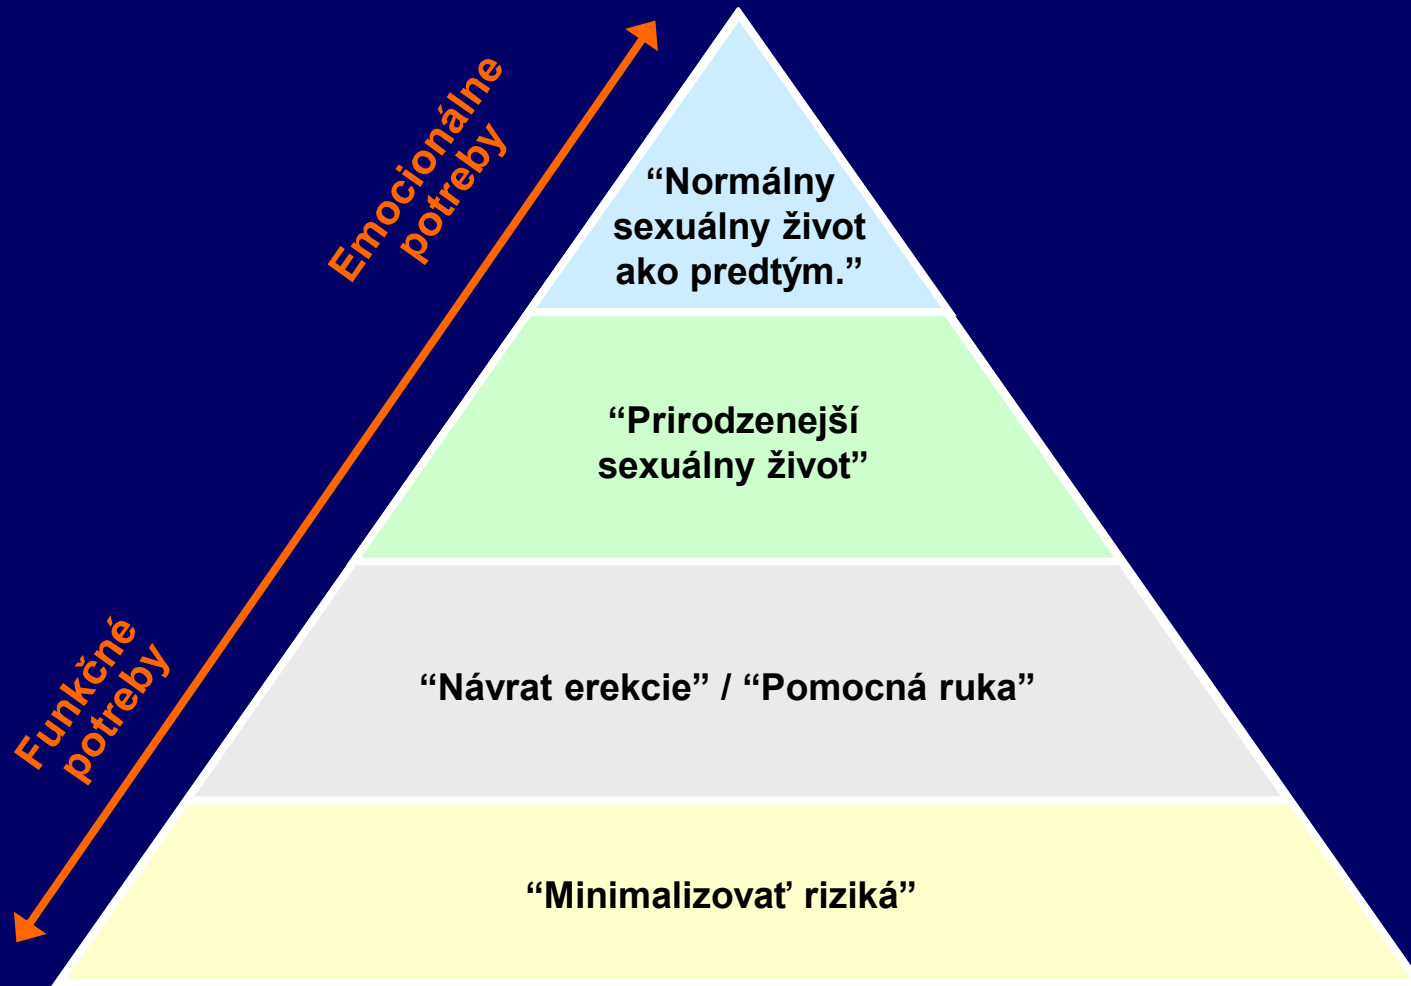 Emocionálne
potreby
“Normálny
sexuálny život
ako predtým.”
“Prirodzenejší
sexuálny život”
Funkčné
potreby
“Návrat erekcie” / “Pomocná ruka”
“Minimalizovať riziká”